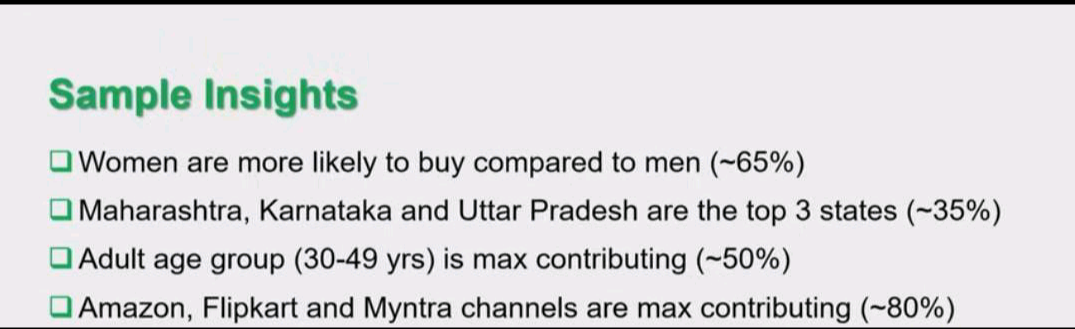 Sample Insights
Women are more likely to buy compared to men (~65%)
Maharashtra, Karnataka and Uttar Pradesh are the top 3 states (~35%)
Adult age group (30-49 yrs) is max contributing (~50%)
Amazon, Flipkart and Myntra channels are max contributing (~80%)